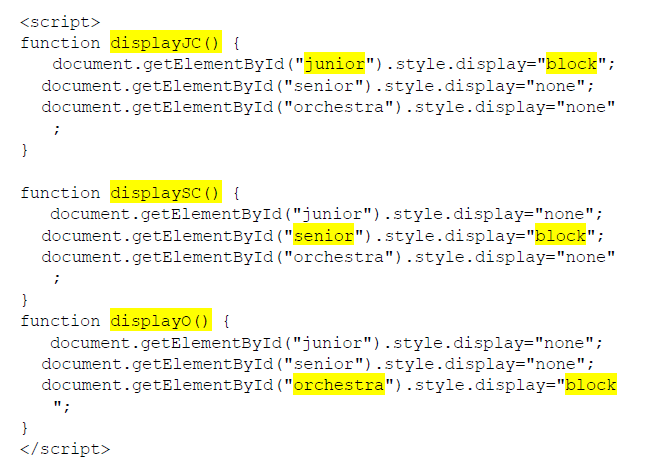 <script>
function displayJC() {
document.getElementById("junior").style.display="block";
document.getElementById("senior").style.display="none";
document.getElementById("orchestra").style.display="none"
;
}
function displaySC() {
document.getElementById("junior").style.display="none";
document.getElementById("senior").style.display="block";
document.getElementById("orchestra").style.display="none"
;
}
function displayO() {
document.getElementById("junior").style.display="none";
document.getElementById("senior").style.display="none";
document.getElementById("orchestra").style.display="block
";
}
</script>